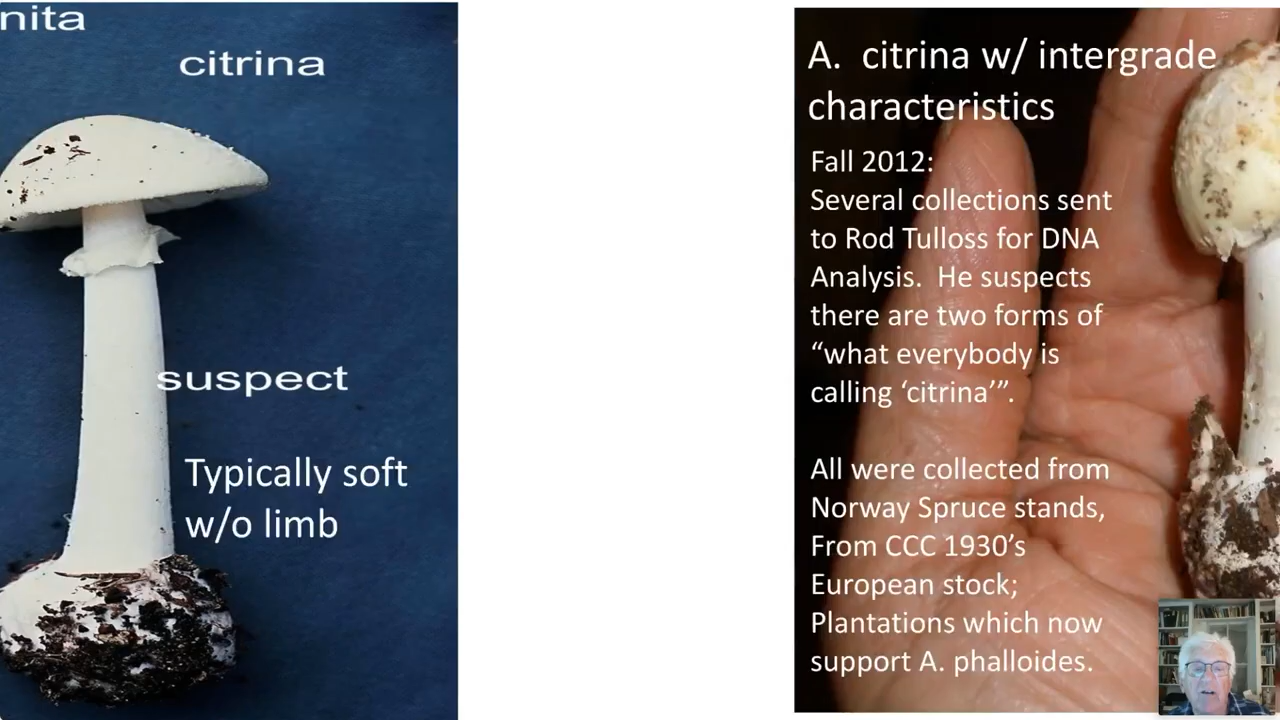 nita
citrina
suspect
Typically soft
w/o limb
A. citrina w/ intergrade
characteristics
Fall 2012:
Several collections sent
to Rod Tulloss for DNA
Analysis. He suspects
there are two forms of
“what everybody is
calling ‘citrina’”.
All were collected from
Norway Spruce stands,
From CCC 1930’s
European stock;
Plantations which now
support A. phalloides.